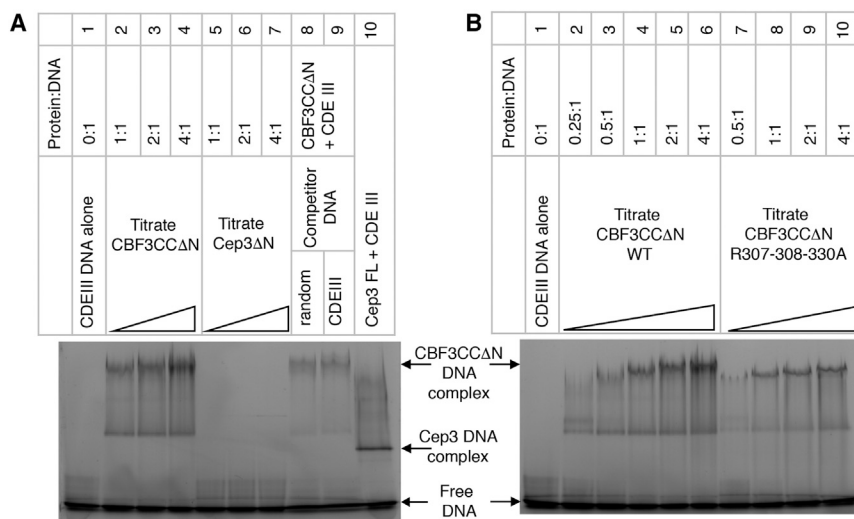 A
1 2 3 4 5 6 7 8 9 10
Protein:DNA
0:1
1:1
2:1
4:1
1:1
2:1
4:1
CBF3CCΔN
+ CDE III
CDEIII DNA alone
Titrate
CBF3CCΔN
Titrate
Cep3ΔN
Competitor
DNA
random
CDEIII
Cep3 FL + CDE III
CBF3CCΔN
DNA
complex
Cep3 DNA
complex
Free
DNA
B
1 2 3 4 5 6 7 8 9 10
Protein:DNA
0:1
0.25:1
0.5:1
1:1
2:1
4:1
0.5:1
1:1
2:1
4:1
CDEIII DNA alone
Titrate
CBF3CCΔN
WT
Titrate
CBF3CCΔN
R307-308-330A